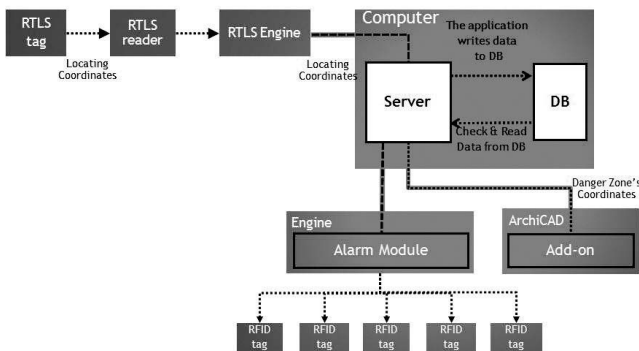 RTLS
tag
RTLS
reader
RTLS Engine
Locating
Coordinates
Locating
Coordinates
Computer
The application
writes data
to DB
Server
DB
Check & Read
Data from DB
Danger Zone's
Coordinates
Engine
Alarm Module
ArchiCAD
Add-on
RFID
tag
RFID
tag
RFID
tag
RFID
tag
RFID
tag